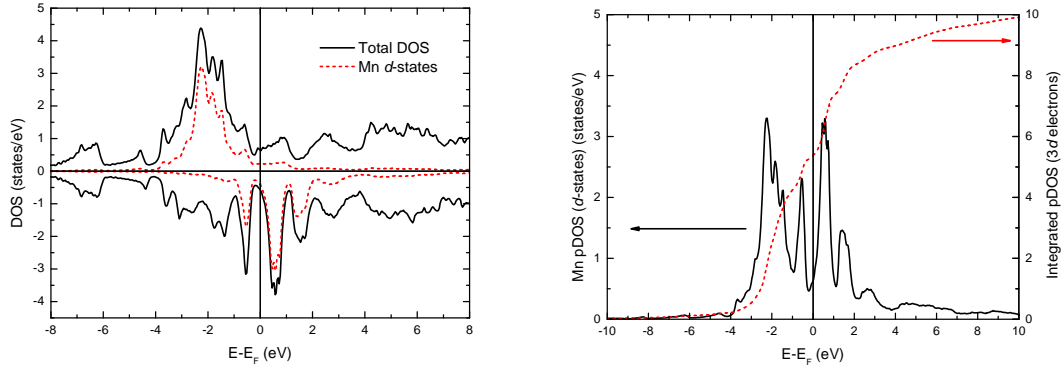 5
4
3
2
1
0
-1
-2
-3
-4
DOS (states/eV)
Total DOS
Mn d-states
-8 -6 -4 -2 0 2 4 6 8
E-E_F (eV)
5
4
3
2
1
0
Mn pDOS (d-states) (states/eV)
10
8
6
4
2
0
Integrated pDOS (3d electrons)
-10 -8 -6 -4 -2 0 2 4 6 8 10
E-E_F (eV)